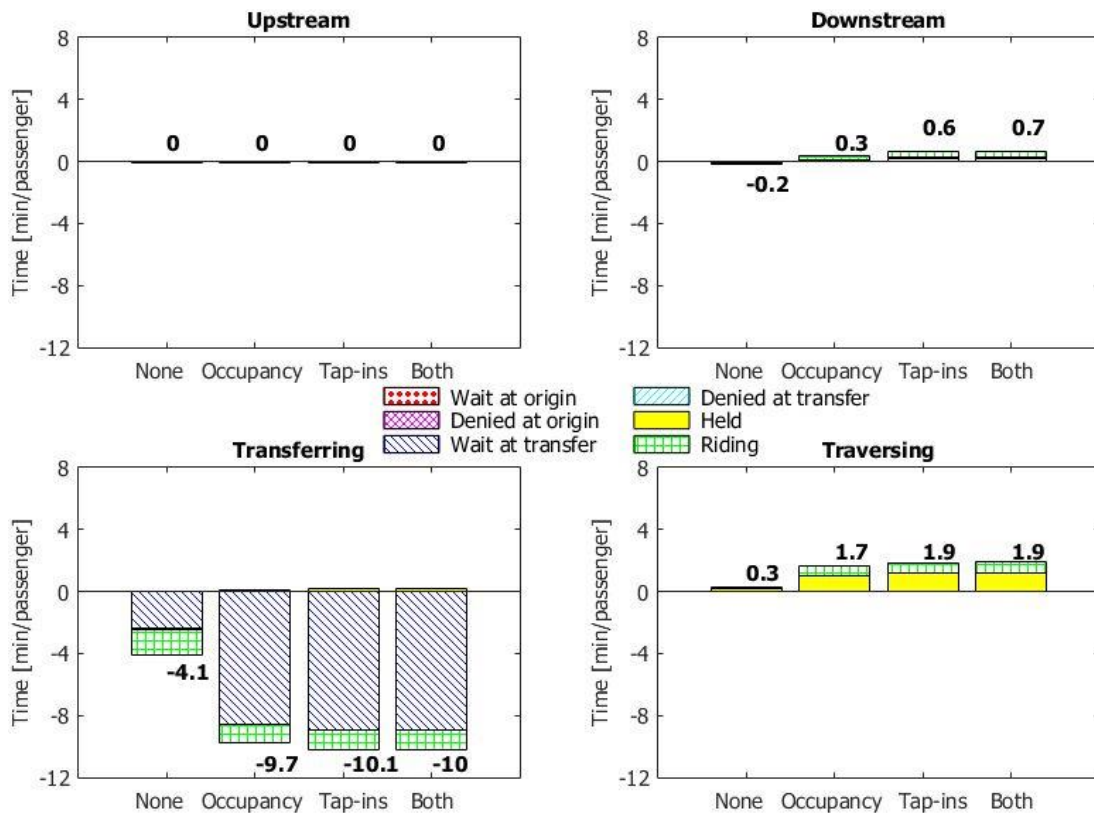 Upstream
Time [min/passenger]
8
4
0
-4
-8
-12
0
0
0
0
None
Occupancy
Tap-ins
Both
Downstream
Time [min/passenger]
8
4
0
-4
-8
-12
-0.2
0.3
0.6
0.7
None
Occupancy
Tap-ins
Both
Wait at origin
Denied at origin
Wait at transfer
Denied at transfer
Held
Riding
Transferring
Time [min/passenger]
8
4
0
-4
-8
-12
-4.1
-9.7
-10.1
-10
None
Occupancy
Tap-ins
Both
Traversing
Time [min/passenger]
8
4
0
-4
-8
-12
0.3
1.7
1.9
1.9
None
Occupancy
Tap-ins
Both